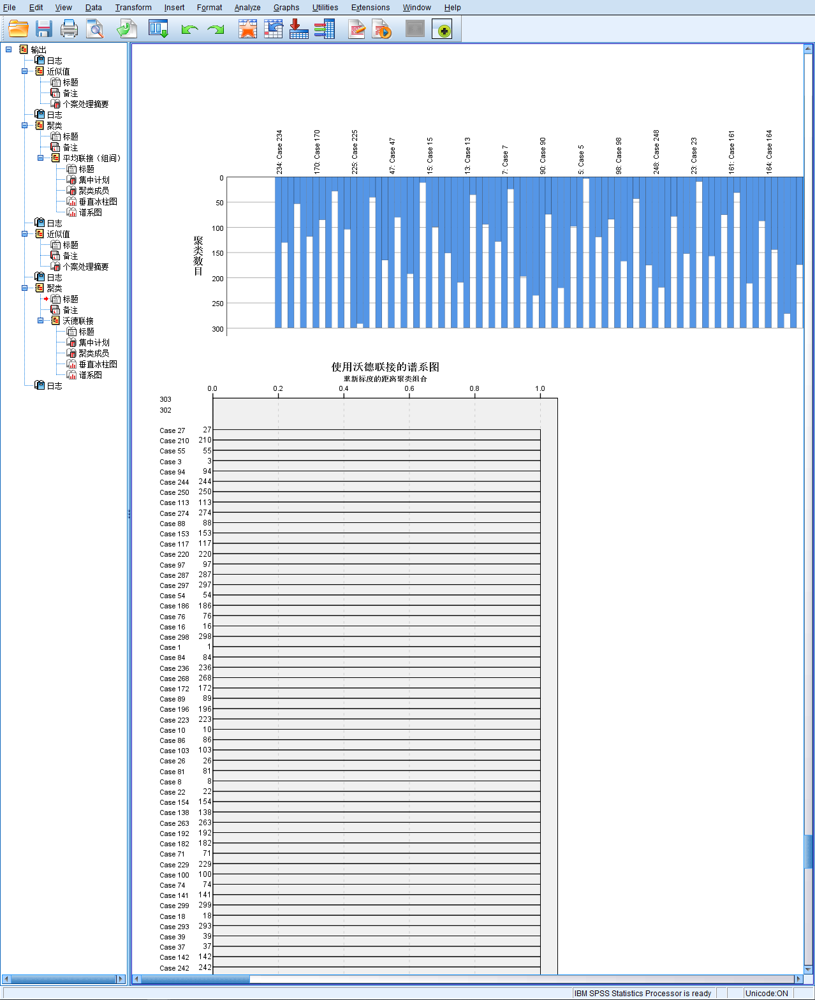 File Edit View Data Transform Insert Format Analyze Graphs Utilities Extensions Window Help
输出
日志
近似值
标题
备注
个案处理摘要
日志
聚类
标题
备注
平均联接（组间）
标题
集中计划
聚类成员
垂直冰柱图
谱系图
日志
近似值
标题
备注
个案处理摘要
日志
聚类
标题
备注
沃德联接
标题
集中计划
聚类成员
垂直冰柱图
谱系图
日志
234: Case 234
170: Case 170
225: Case 225
47: Case 47
15: Case 15
13: Case 13
7: Case 7
90: Case 90
5: Case 5
98: Case 98
248: Case 248
23: Case 23
161: Case 161
164: Case 164
聚类数目
0
50
100
150
200
250
300
使用沃德联接的谱系图
重新标度的距离聚类组合
0.0 0.2 0.4 0.6 0.8 1.0
303
302
Case 27 27
Case 210 210
Case 55 55
Case 3 3
Case 94 94
Case 244 244
Case 250 250
Case 113 113
Case 274 274
Case 88 88
Case 153 153
Case 117 117
Case 220 220
Case 97 97
Case 287 287
Case 297 297
Case 54 54
Case 186 186
Case 76 76
Case 16 16
Case 298 298
Case 1 1
Case 84 84
Case 236 236
Case 268 268
Case 172 172
Case 89 89
Case 196 196
Case 223 223
Case 10 10
Case 86 86
Case 103 103
Case 26 26
Case 81 81
Case 8 8
Case 22 22
Case 154 154
Case 138 138
Case 263 263
Case 192 192
Case 182 182
Case 71 71
Case 229 229
Case 100 100
Case 74 74
Case 141 141
Case 299 299
Case 18 18
Case 293 293
Case 39 39
Case 37 37
Case 142 142
Case 242 242
IBM SPSS Statistics Processor is ready Unicode:ON